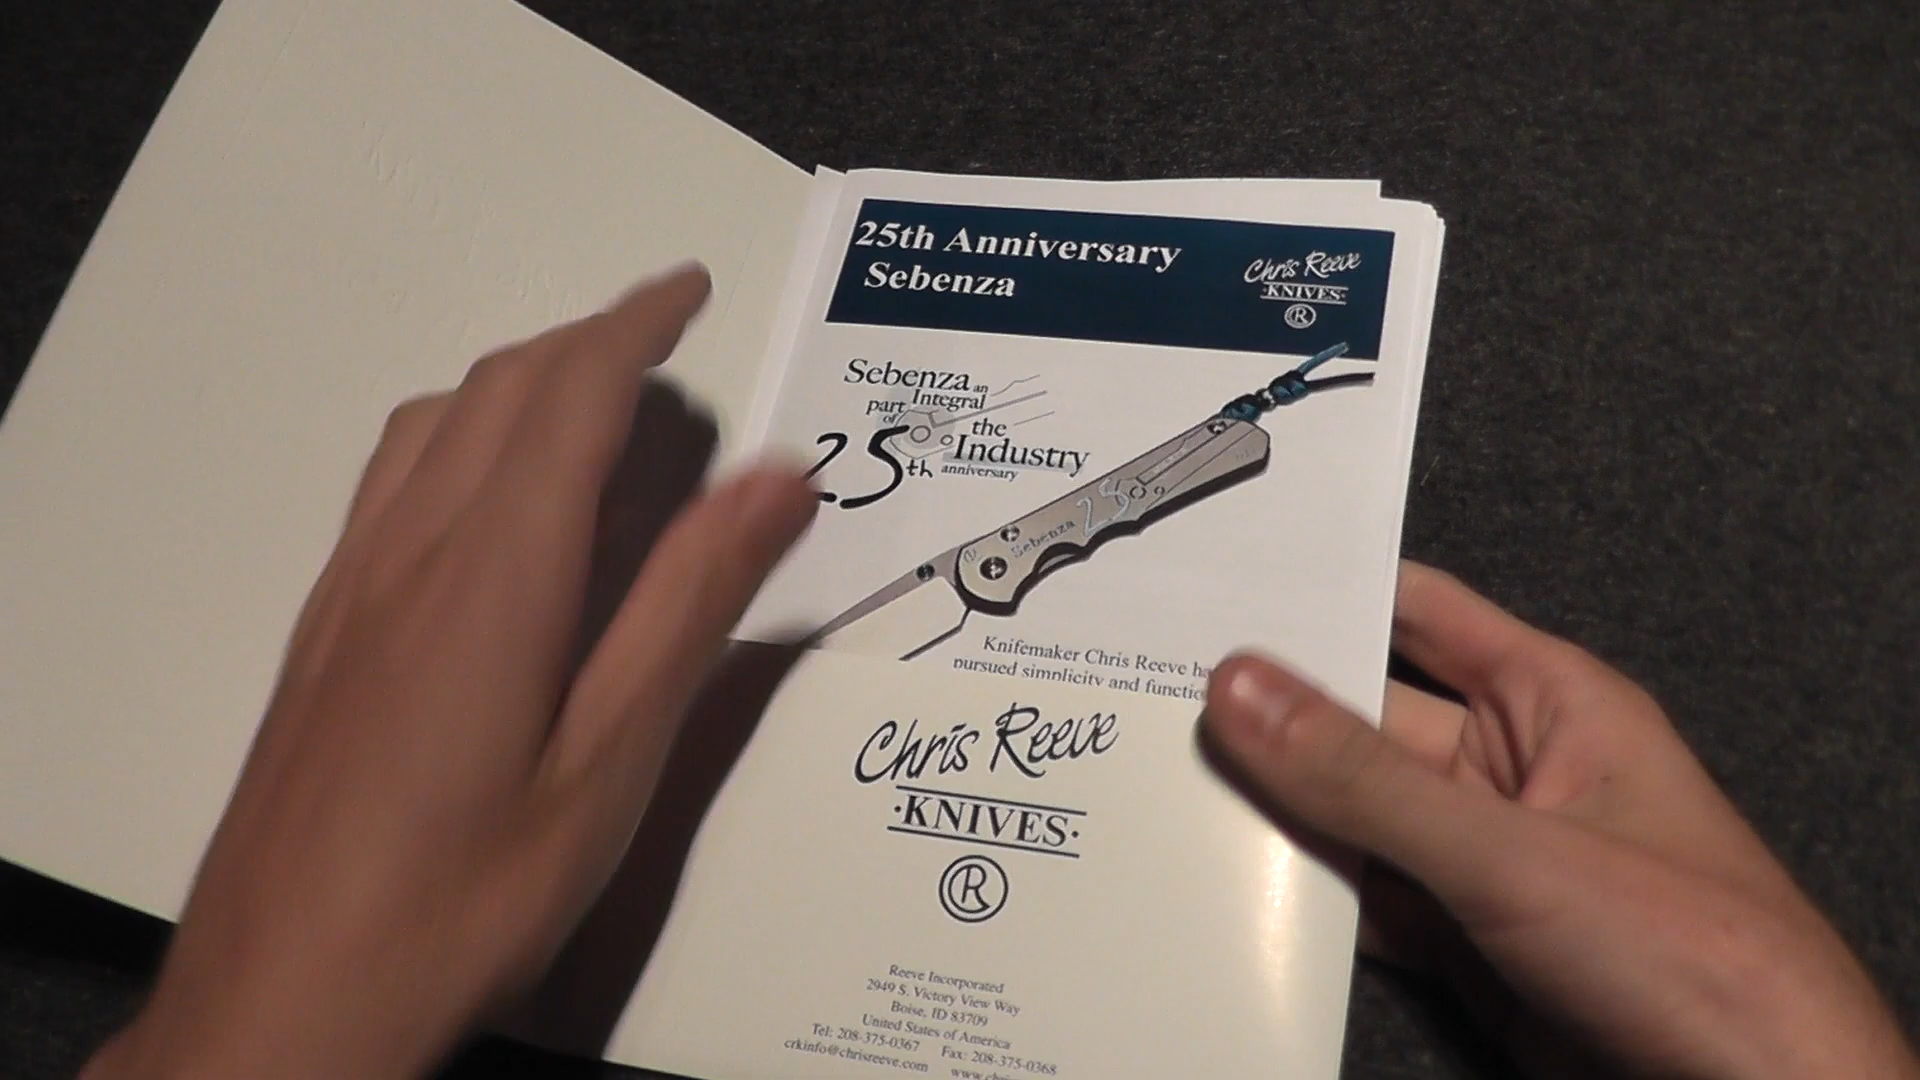 25th Anniversary
Sebenza
Chris Reeve
·KNIVES·
R
Sebenza an
Integral
part
of
the
25th
Industry
anniversary
Sebenza 25
Knifemaker Chris Reeve
pursued simplicity and
Chris Reeve
·KNIVES·
R
Reeve Incorporated
2949 S. Victory View Way
Boise, ID 83709
United States of America
Tel: 208-375-0367 Fax: 208-375-0368
crkinfo@chrisreeve.com